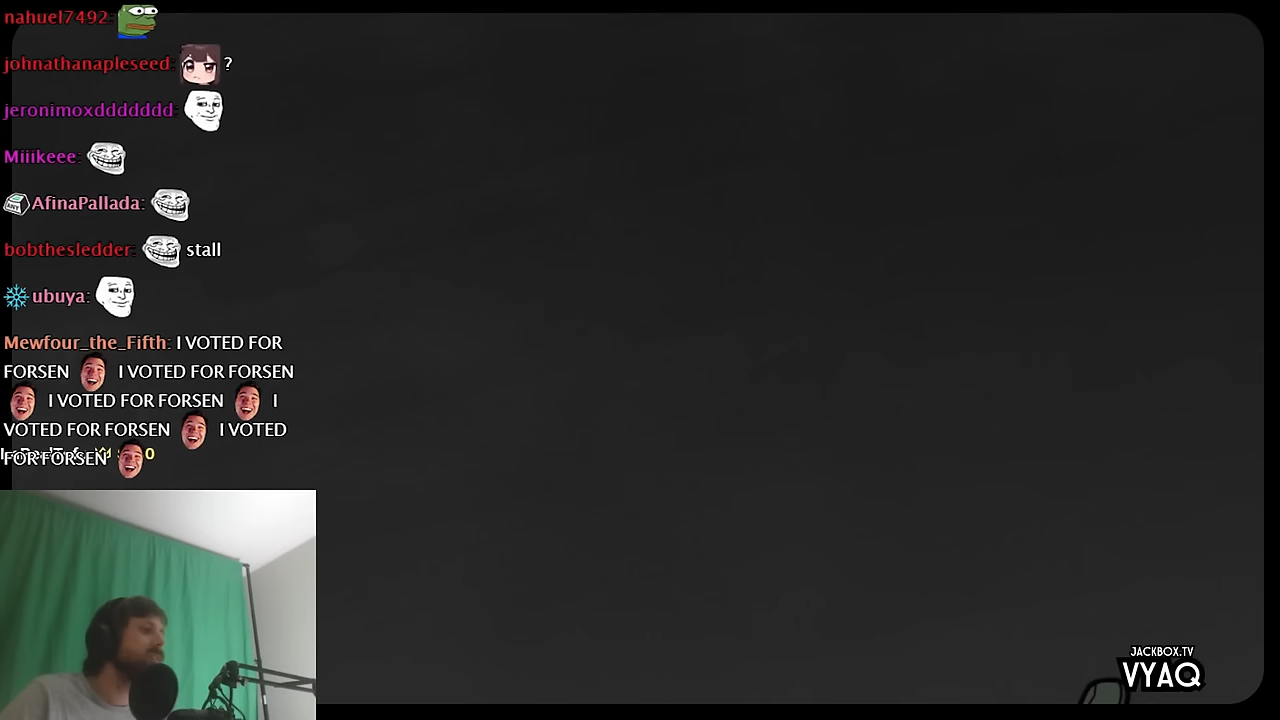 nahuel7492:
johnathanapleseed: ?
jeronimoxddddddd:
Miiikeee:
AfinaPallada:
bobthesledder: stall
ubuya:
Mewfour_the_Fifth: I VOTED FOR
FORSEN I VOTED FOR FORSEN
I VOTED FOR FORSEN I
VOTED FOR FORSEN I VOTED
FOR FORSEN
JACKBOX.TV
VYAQ